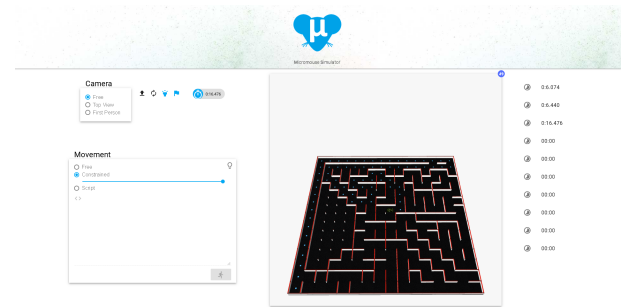 μ
Micromouse Simulator
Camera
Free
Top View
First Person
0:16.476
Movement
Free
Constrained
Script
0:6.074
0:6.440
0:16.476
00:00
00:00
00:00
00:00
00:00
00:00
00:00